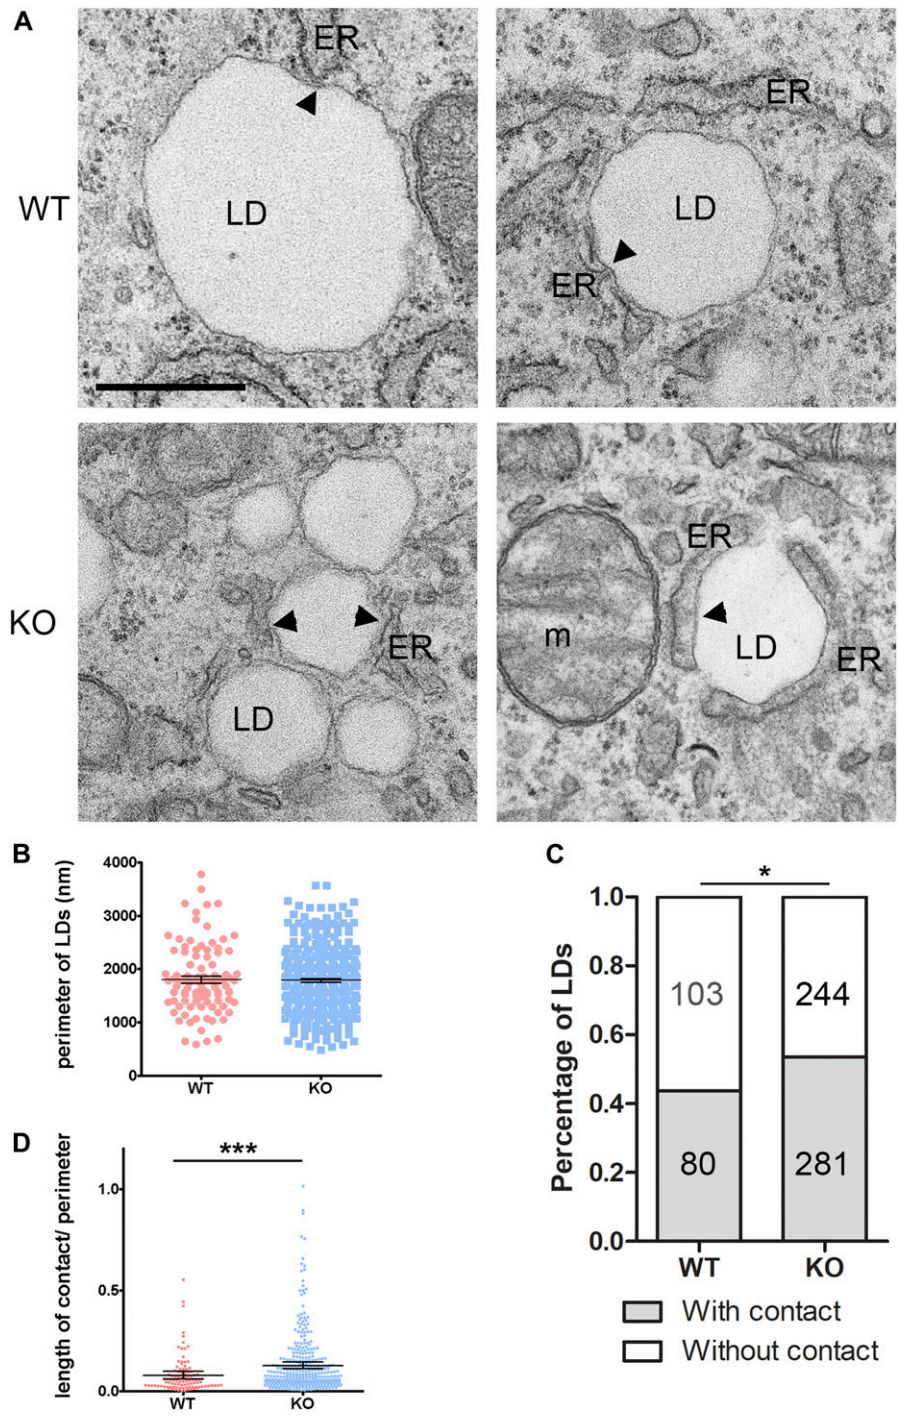 A
ER
LD
WT
ER
LD
ER
KO
ER
LD
ER
m
LD
ER
B
perimeter of LDs (nm)
4000
3000
2000
1000
0
WT KO
C
*
Percentage of LDs
1.0
0.8
0.6
0.4
0.2
0.0
103 244
80 281
WT KO
With contact
Without contact
D
***
length of contact/ perimeter
1.0
0.5
0.0
WT KO